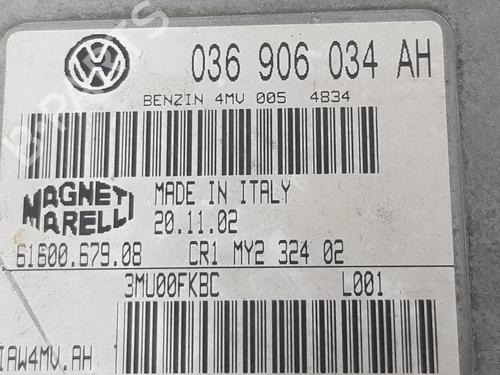 036 906 034 AH
BENZIN 4MV 005 4834
MAGNETI MARELLI
MADE IN ITALY
20.11.02
61600.679.08 CR1 MY2 324 02
3MU00FKBC L001
IAW4MV.AH